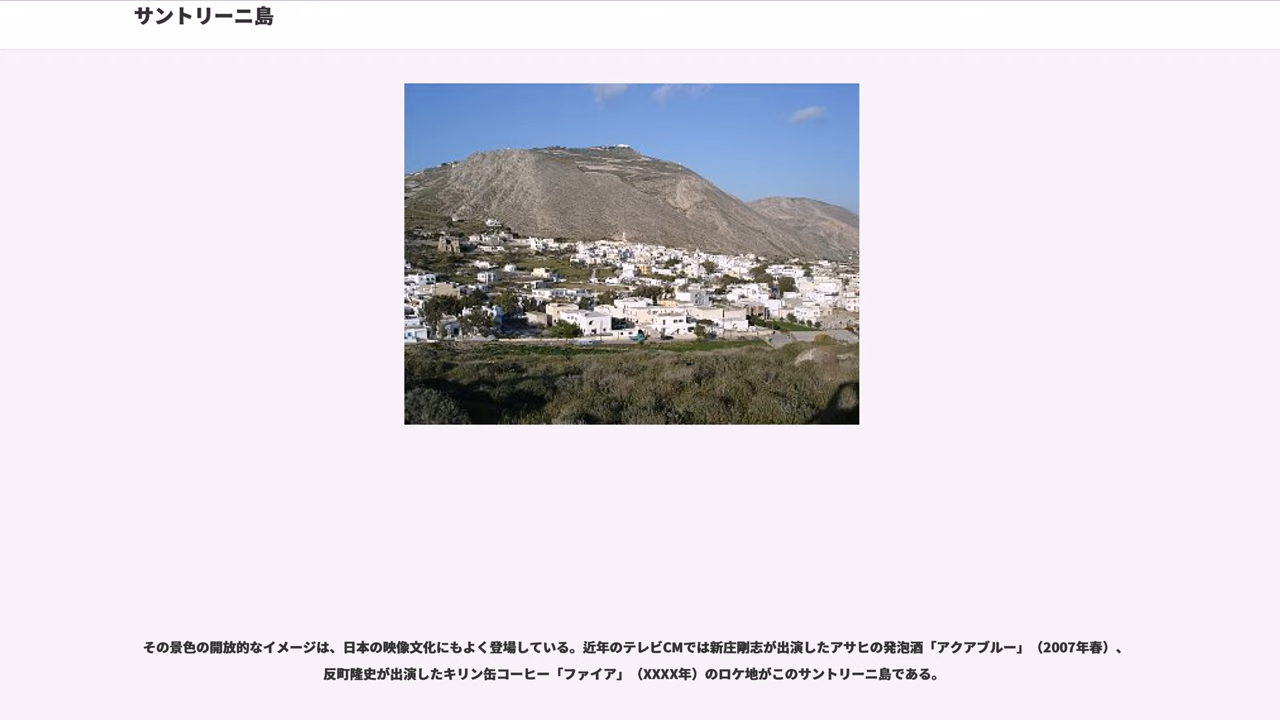 サントリーニ島
その景色の開放的なイメージは、日本の映像文化にもよく登場している。近年のテレビCMでは新庄剛志が出演したアサヒの発泡酒「アクアブルー」（2007年春）、
反町隆史が出演したキリン缶コーヒー「ファイア」（XXXX年）のロケ地がこのサントリーニ島である。